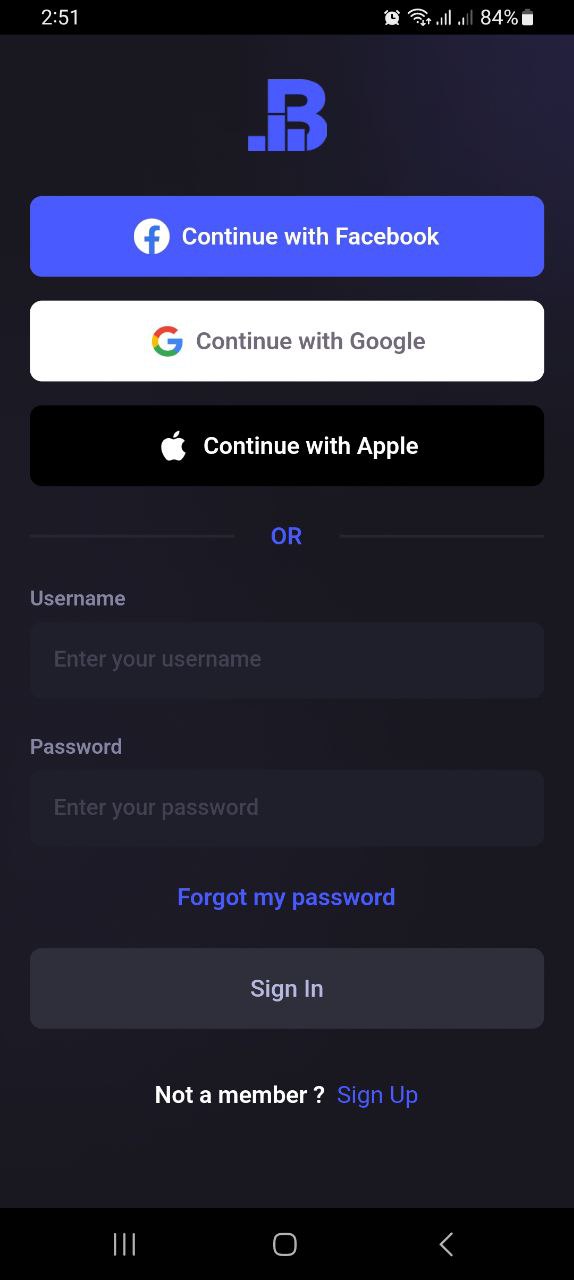 2:51 84%
B
Continue with Facebook
Continue with Google
Continue with Apple
OR
Username
Enter your username
Password
Enter your password
Forgot my password
Sign In
Not a member ? Sign Up